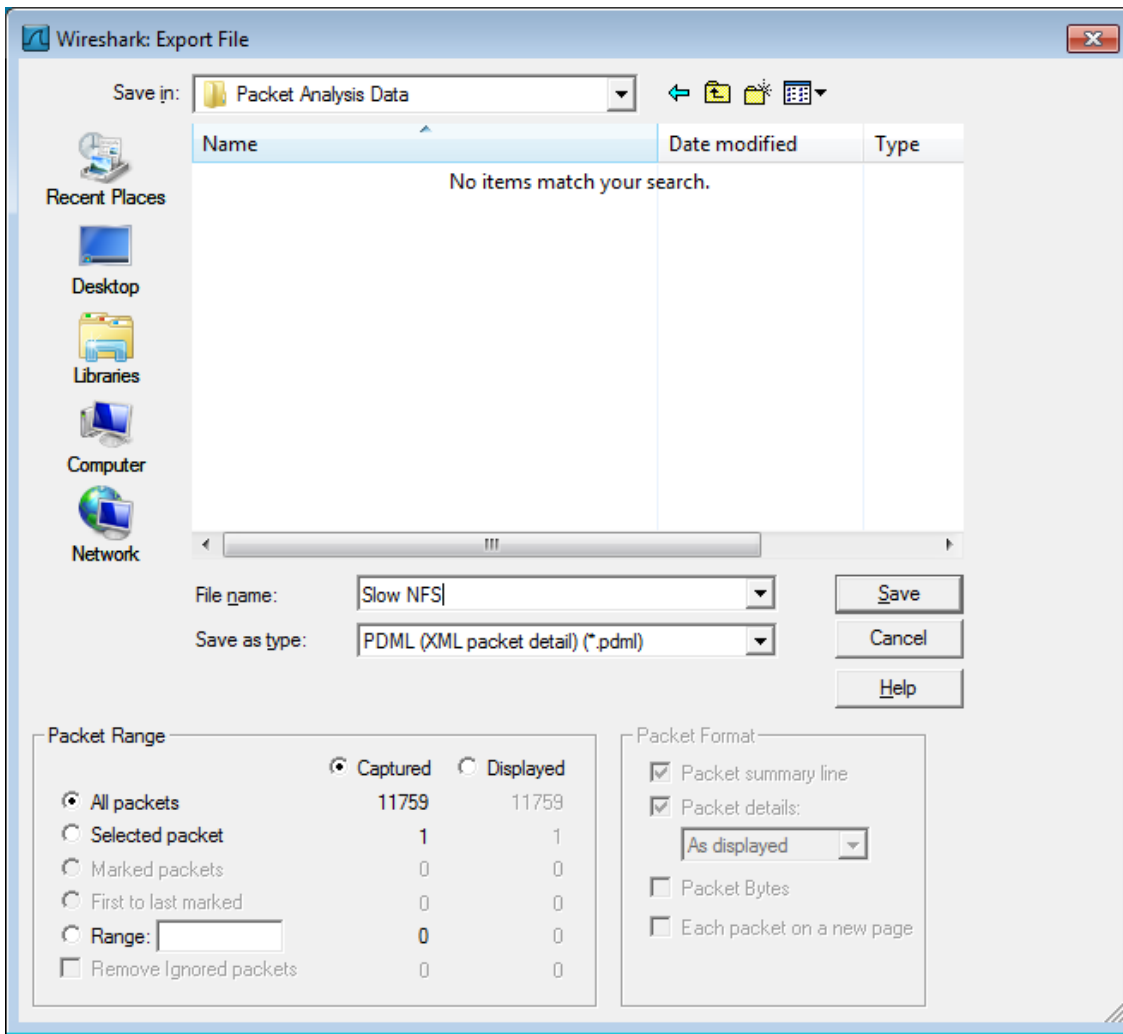 Wireshark: Export File
Save in: Packet Analysis Data
Name Date modified Type
No items match your search.
Recent Places
Desktop
Libraries
Computer
Network
File name: Slow NFS Save
Save as type: PDML (XML packet detail) (*.pdml) Cancel
Help
Packet Range
Captured Displayed
All packets 11759 11759
Selected packet 1 1
Marked packets 0 0
First to last marked 0 0
Range: 0 0
Remove Ignored packets 0 0
Packet Format
Packet summary line
Packet details:
As displayed
Packet Bytes
Each packet on a new page